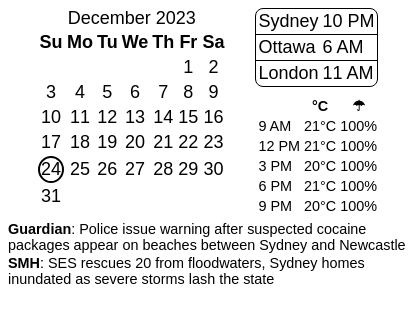 December 2023
Su Mo Tu We Th Fr Sa
1 2
3 4 5 6 7 8 9
10 11 12 13 14 15 16
17 18 19 20 21 22 23
24 25 26 27 28 29 30
31
Sydney 10 PM
Ottawa 6 AM
London 11 AM
°C ☂
9 AM 21°C 100%
12 PM 21°C 100%
3 PM 20°C 100%
6 PM 21°C 100%
9 PM 20°C 100%
Guardian: Police issue warning after suspected cocaine
packages appear on beaches between Sydney and Newcastle
SMH: SES rescues 20 from floodwaters, Sydney homes
inundated as severe storms lash the state